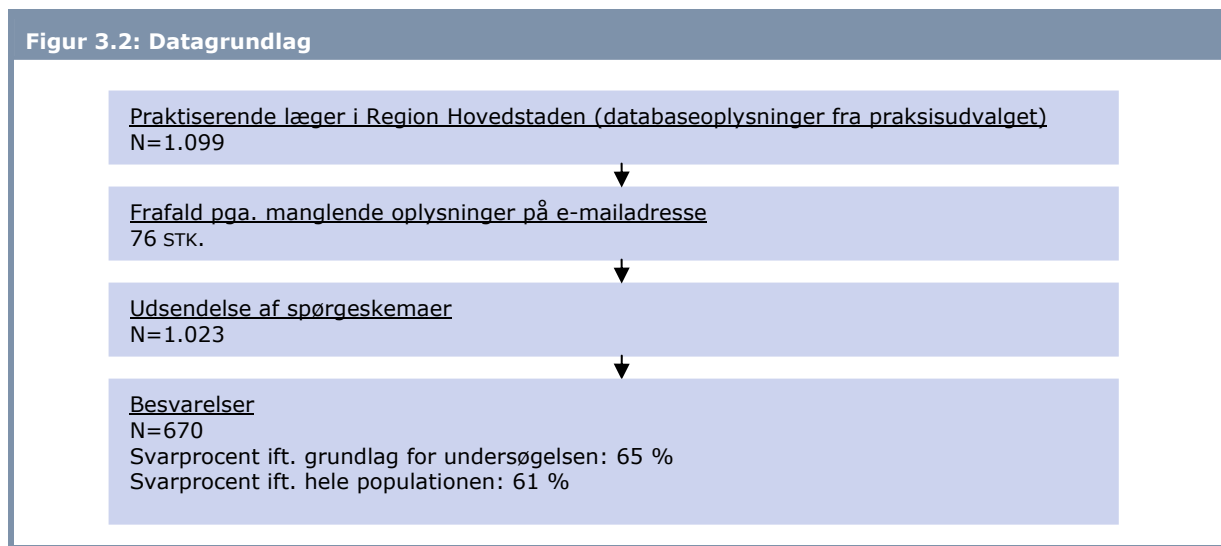 Figur 3.2: Datagrundlag
Praktiserende læger i Region Hovedstaden (databaseoplysninger fra praksisudvalget)
N=1.099
Frafald pga. manglende oplysninger på e-mailadresse
76 STK.
Udsendelse af spørgeskemaer
N=1.023
Besvarelser
N=670
Svarprocent ift. grundlag for undersøgelsen: 65 %
Svarprocent ift. hele populationen: 61 %